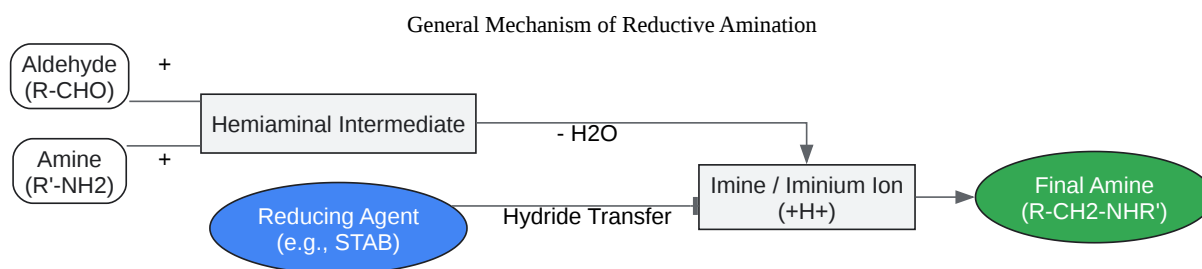 General Mechanism of Reductive Amination
Aldehyde
(R-CHO)
+
Hemiaminal Intermediate
- H2O
Amine
(R'-NH2)
+
Imine / Iminium Ion
(+H+)
Final Amine
(R-CH2-NHR')
Reducing Agent
(e.g., STAB)
Hydride Transfer